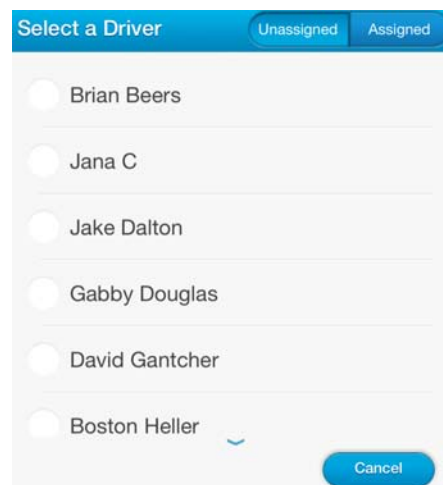 Select a Driver Unassigned Assigned
Brian Beers
Jana C
Jake Dalton
Gabby Douglas
David Gantcher
Boston Heller
Cancel